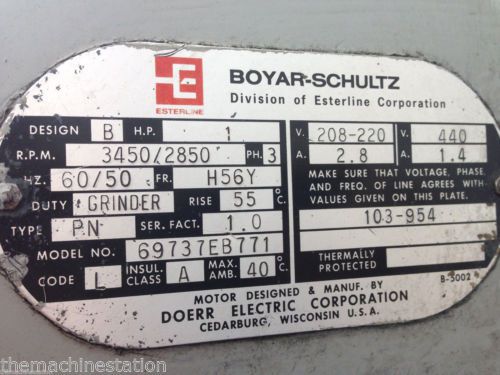 ESTERLINE
BOYAR-SCHULTZ
Division of Esterline Corporation
DESIGN B H.P. 1
R.P.M. 3450/2850 PH. 3
HZ. 60/50 FR. H56Y
DUTY GRINDER RISE 55 °C.
TYPE PN SER. FACT. 1.0
MODEL NO. 69737EB771
CODE L INSUL. CLASS A MAX. AMB. 40 °C.
V. 208-220 V. 440
A. 2.8 A. 1.4
MAKE SURE THAT VOLTAGE, PHASE
AND FREQ. OF LINE AGREES WITH
VALUES GIVEN ON THIS PLATE.
103-954
THERMALLY
PROTECTED
B-5002
MOTOR DESIGNED & MANUF. BY
DOERR ELECTRIC CORPORATION
CEDARBURG, WISCONSIN U.S.A.
themachinestation
themachinestation